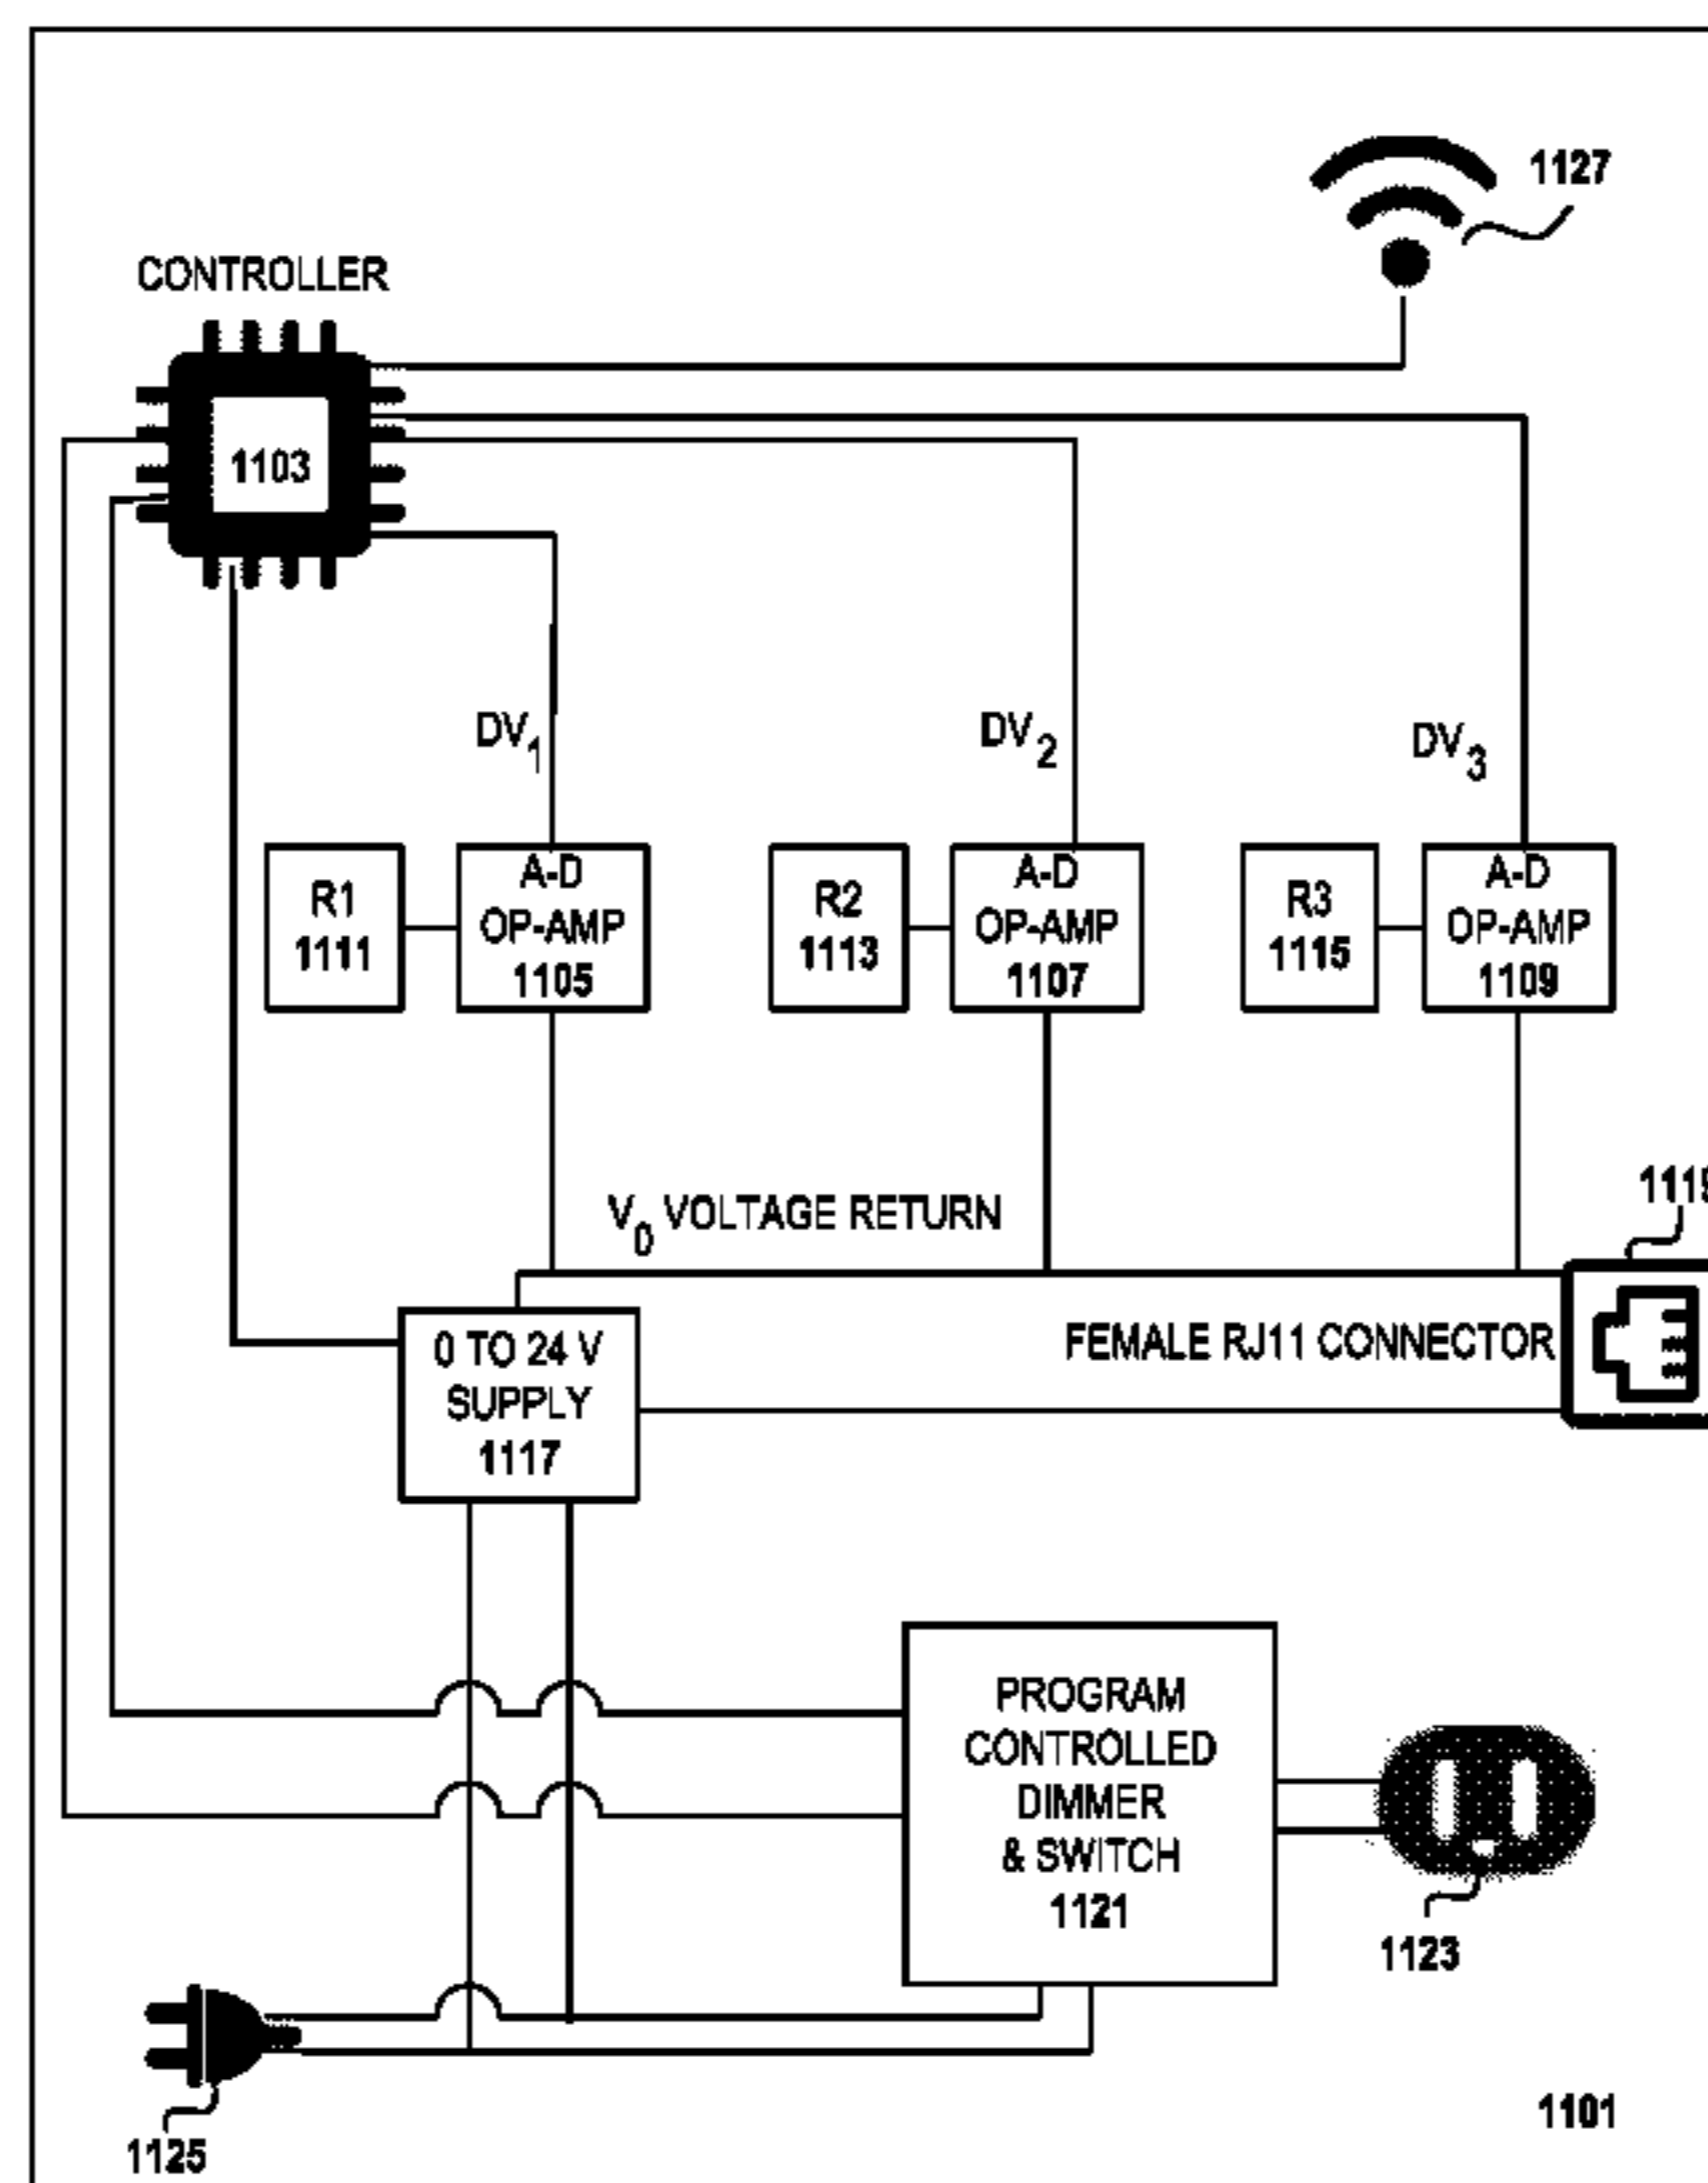 1127
CONTROLLER
1103
DV1
DV2
DV3
R1
1111
A-D
OP-AMP
1105
R2
1113
A-D
OP-AMP
1107
R3
1115
A-D
OP-AMP
1109
V0 VOLTAGE RETURN
FEMALE RJ11 CONNECTOR
0 TO 24 V
SUPPLY
1117
PROGRAM
CONTROLLED
DIMMER
& SWITCH
1121
1123
1125
1101